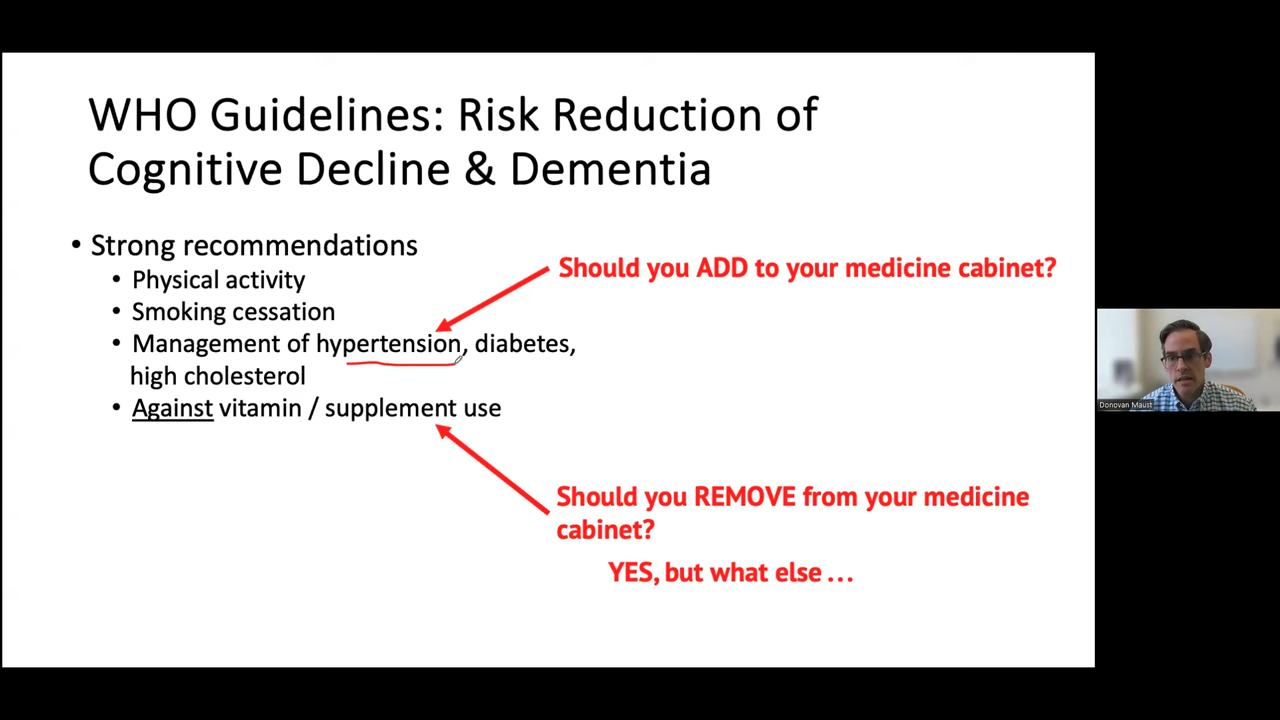 WHO Guidelines: Risk Reduction of
Cognitive Decline & Dementia
• Strong recommendations
• Physical activity
• Smoking cessation
• Management of hypertension, diabetes,
high cholesterol
• Against vitamin / supplement use
Should you ADD to your medicine cabinet?
Should you REMOVE from your medicine
cabinet?
YES, but what else ...
Donovan Maust